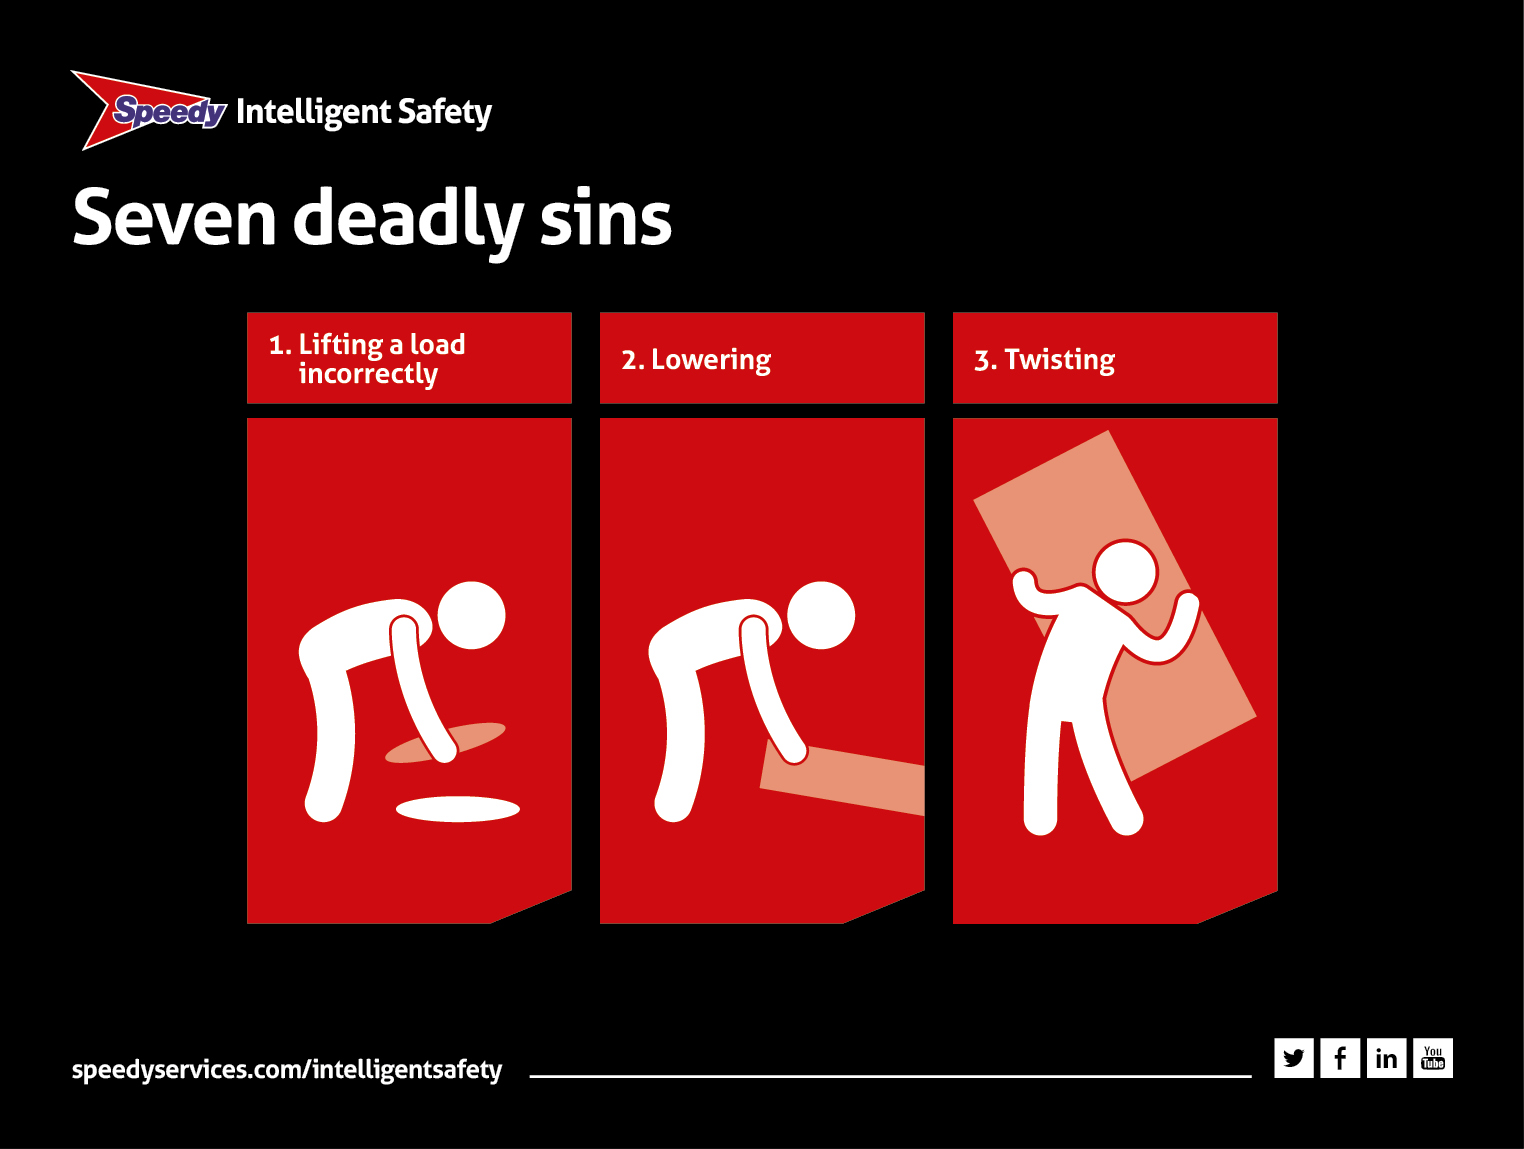 Speedy Intelligent Safety
Seven deadly sins
1. Lifting a load
incorrectly
2. Lowering
3. Twisting
speedyservices.com/intelligentsafety
f
in
You
Tube